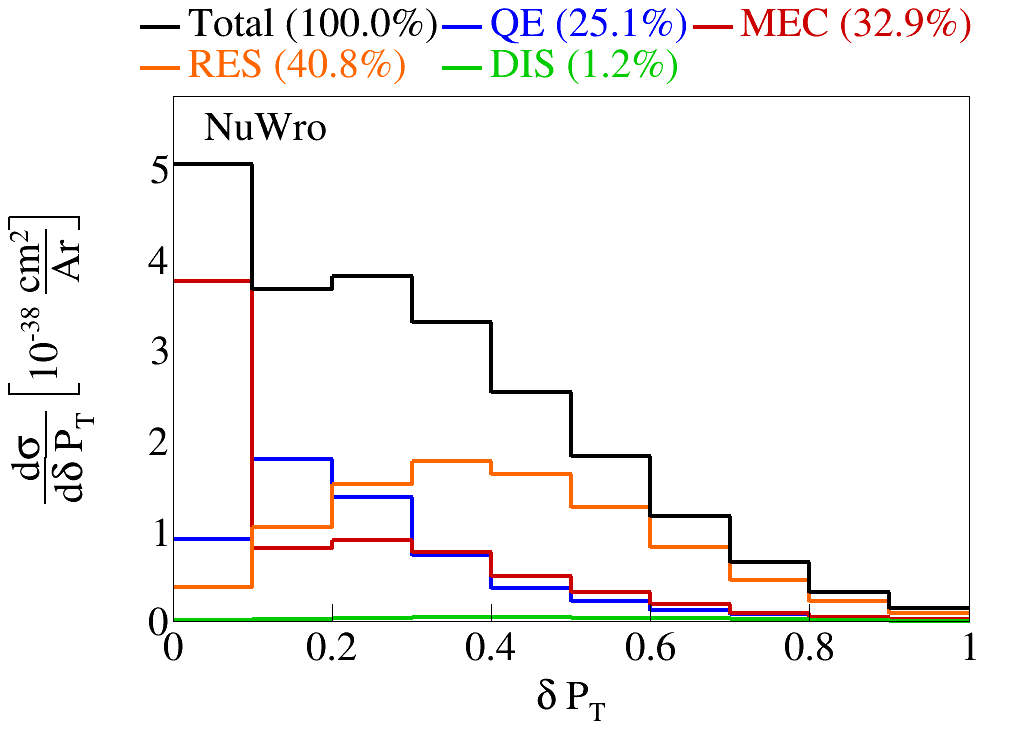 Total (100.0%) QE (25.1%) MEC (32.9%)
RES (40.8%) DIS (1.2%)
NuWro
5
4
3
2
1
0
0 0.2 0.4 0.6 0.8 1
δ P_T
dσ/dδ P_T [10^-38 cm^2/Ar]